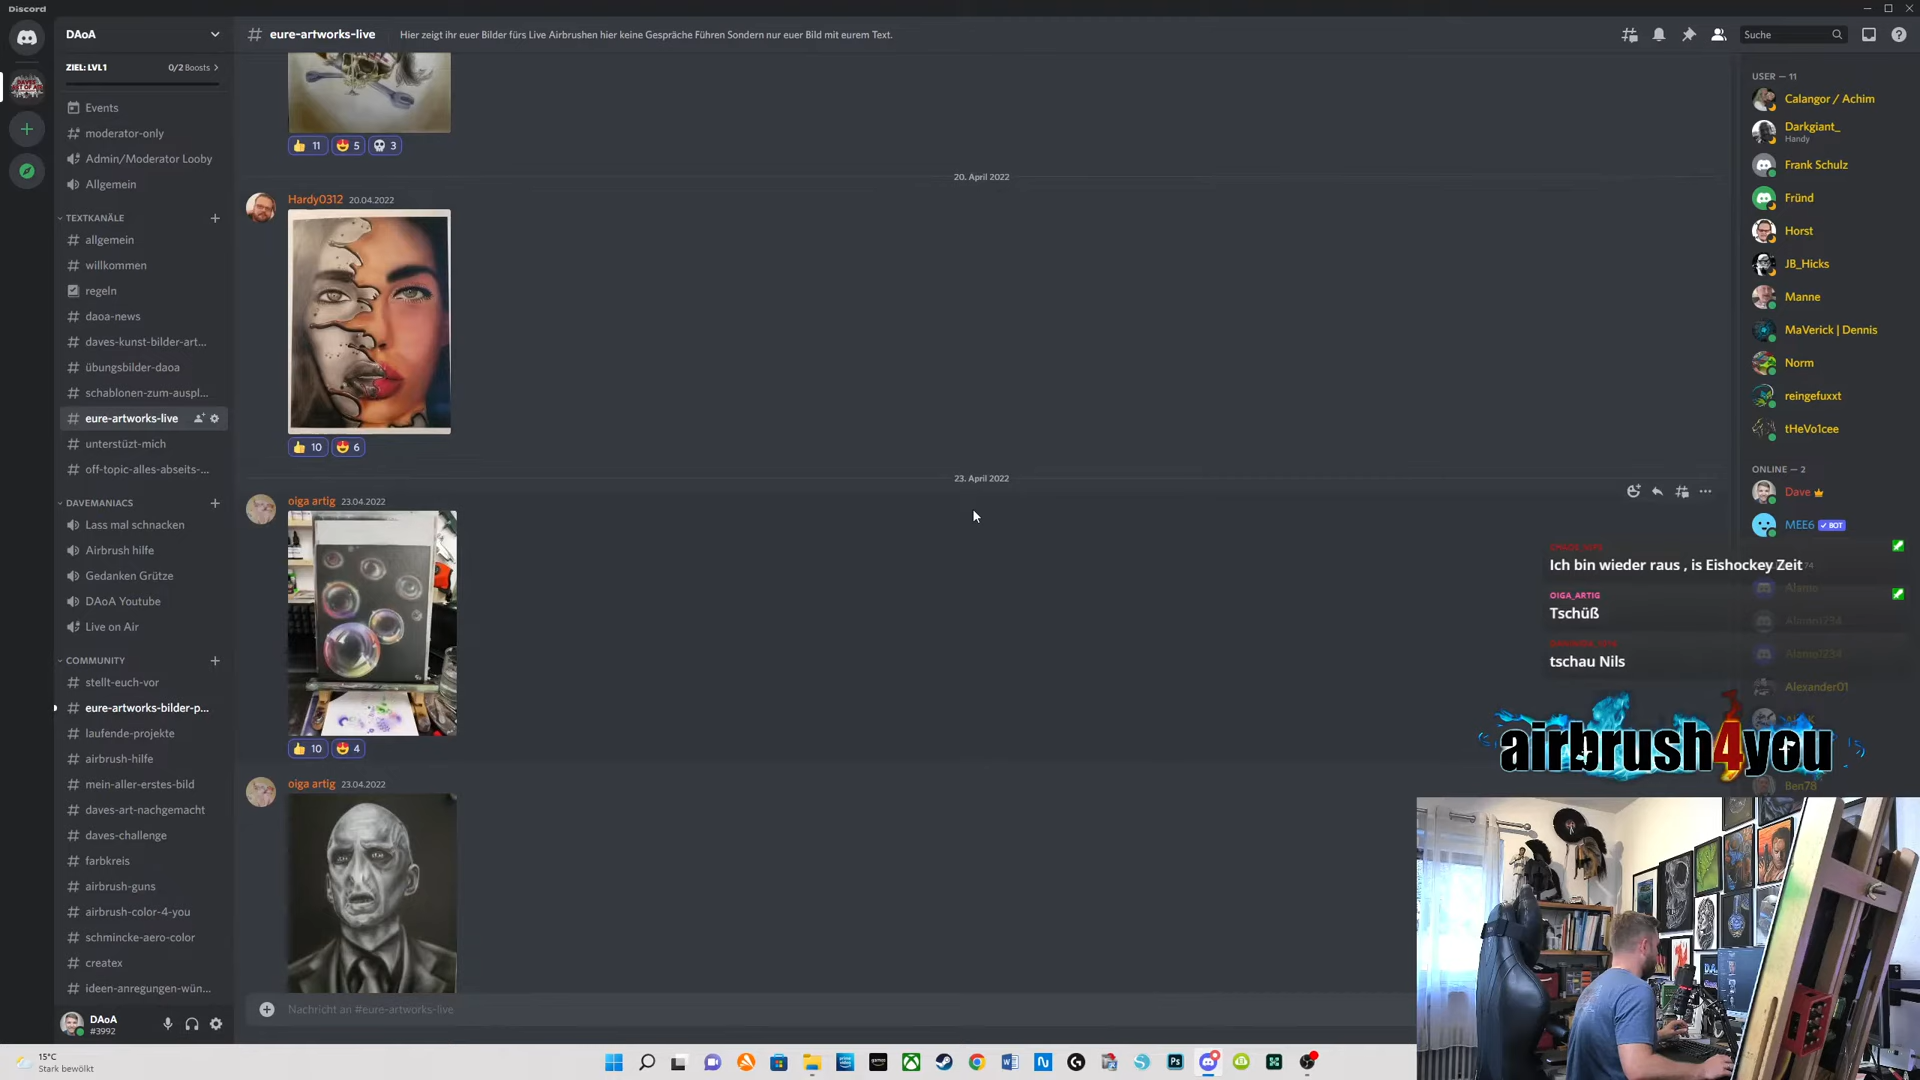 Discord
DAoA
ZIEL: LVL1
0/2 Boosts
Events
moderator-only
Admin/Moderator Looby
Allgemein
TEXTKANÄLE
allgemein
willkommen
regeln
daoa-news
daves-kunst-bilder-art...
übungsbilder-daoa
schablonen-zum-auspl...
eure-artworks-live
unterstüzt-mich
off-topic-alles-abseits-...
DAVEMANIACS
Lass mal schnacken
Airbrush hilfe
Gedanken Grütze
DAoA Youtube
Live on Air
COMMUNITY
stellt-euch-vor
eure-artworks-bilder-p...
laufende-projekte
airbrush-hilfe
mein-aller-erstes-bild
daves-art-nachgemacht
daves-challenge
farbkreis
airbrush-guns
airbrush-color-4-you
schmincke-aero-color
createx
ideen-anregungen-wün...
DAoA
#3992
# eure-artworks-live
Hier zeigt ihr euer Bilder fürs Live Airbrushen hier keine Gespräche Führen Sondern nur euer Bild mit eurem Text.
Suche
11 5 3
20. April 2022
Hardy0312 20.04.2022
10 6
23. April 2022
oiga artig 23.04.2022
10 4
oiga artig 23.04.2022
Nachricht an #eure-artworks-live
USER — 11
Calangor / Achim
Darkgiant_
Handy
Frank Schulz
Fründ
Horst
JB_Hicks
Manne
MaVerick | Dennis
Norm
reingefuxxt
tHeVo1cee
ONLINE — 2
Dave
MEE6 ✓ BOT
Ich bin wieder raus , is Eishockey Zeit
Alamo
OIGA_ARTIG
Tschüß
tschau Nils
Alexander01
airbrush4you
Ben78
15°C
Stark bewölkt